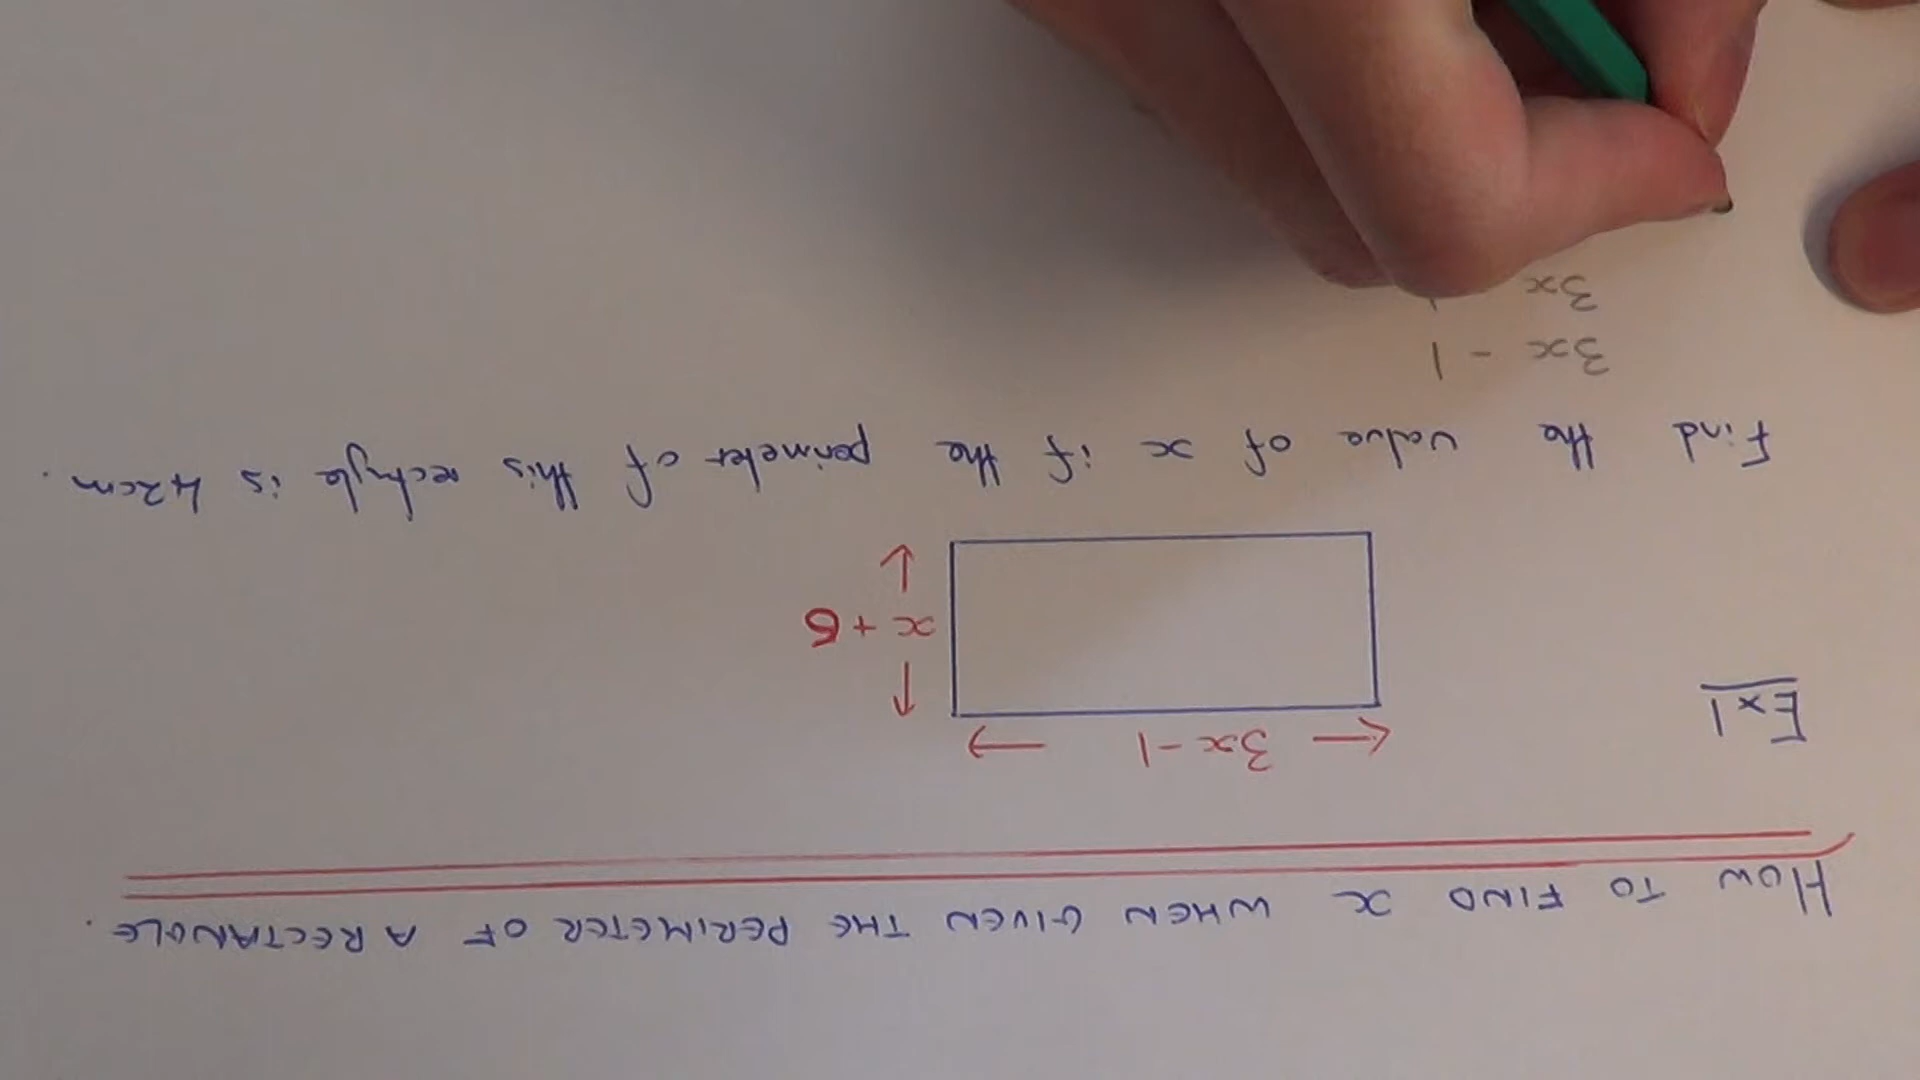 HOW TO FIND x WHEN GIVEN THE PERIMETER OF A RECTANGLE.
Ex1
← 3x - 1 →
x + 6
Find the value of x if the perimeter of this rectangle is 42cm.
3x - 1
3x